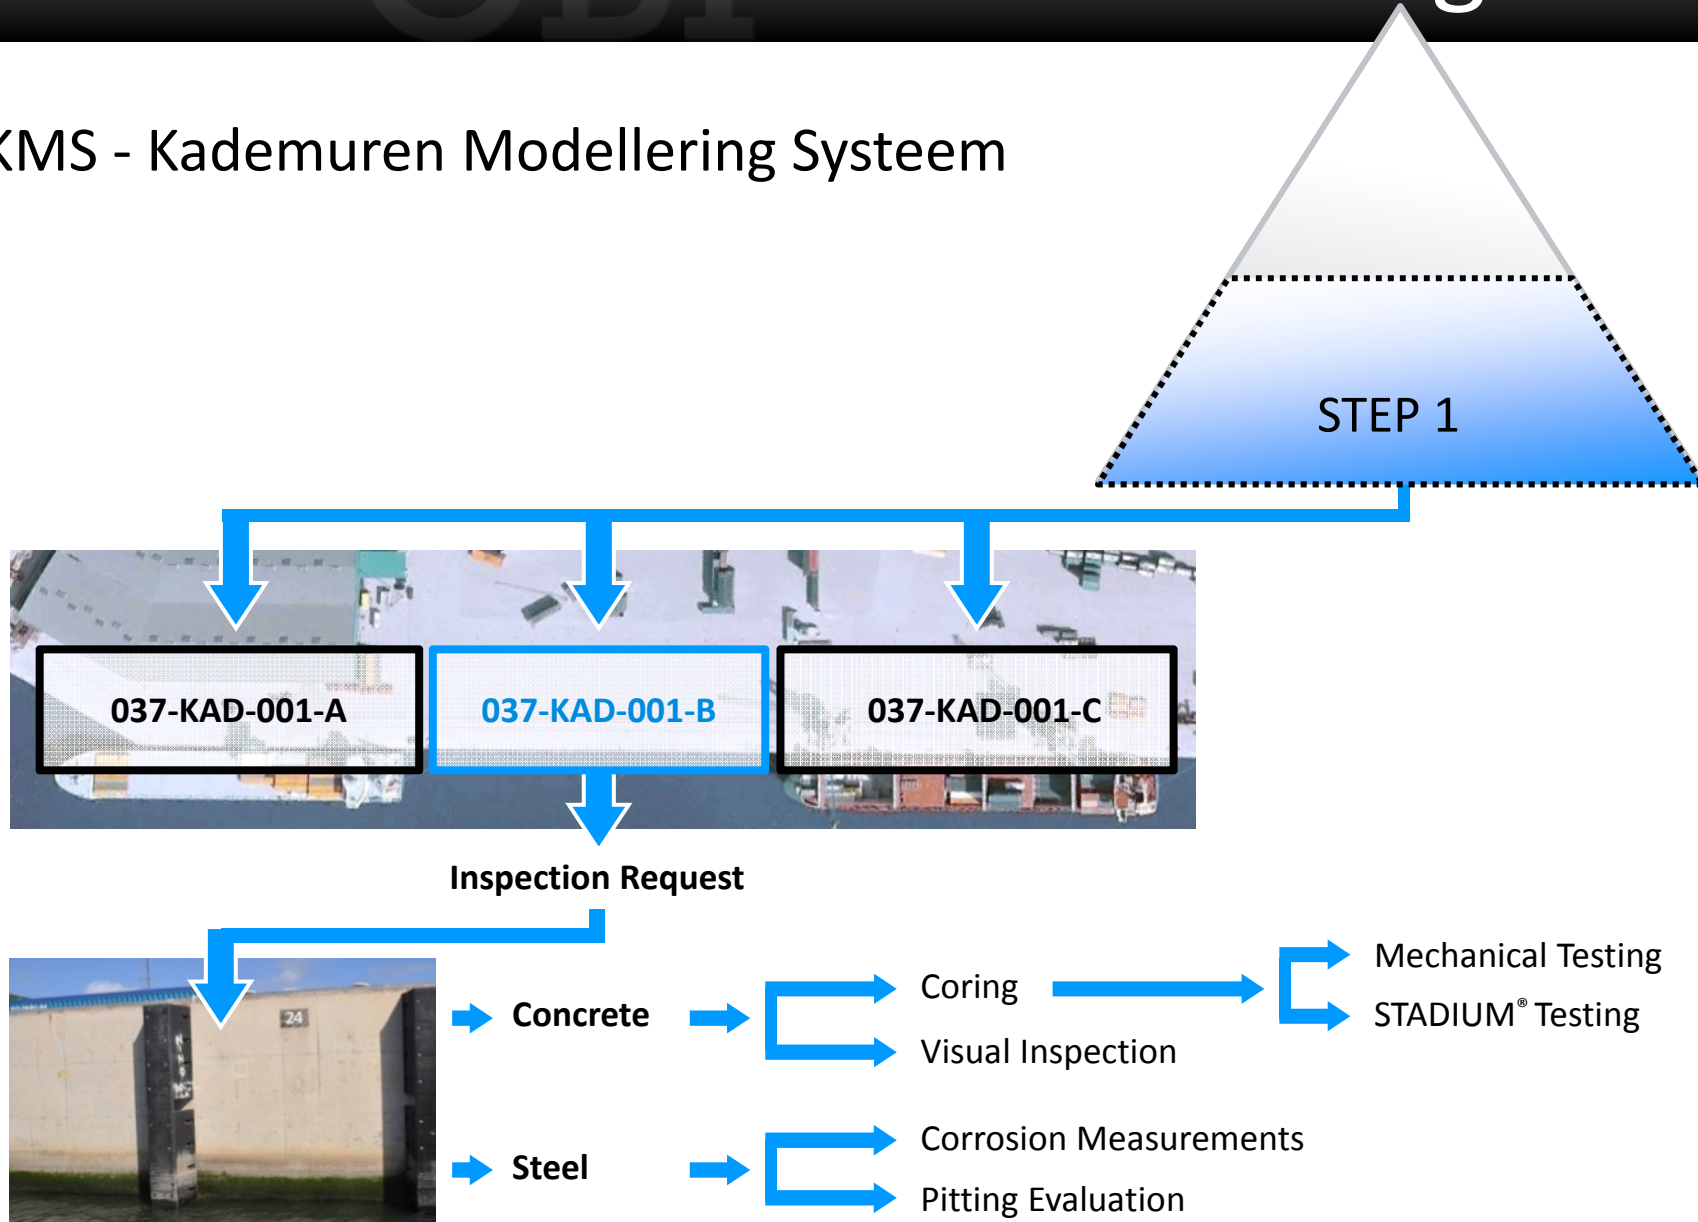 KMS - Kademuren Modellering Systeem
STEP 1
037-KAD-001-A
037-KAD-001-B
037-KAD-001-C
Inspection Request
24
Concrete
Coring
Visual Inspection
Mechanical Testing
STADIUM® Testing
Steel
Corrosion Measurements
Pitting Evaluation